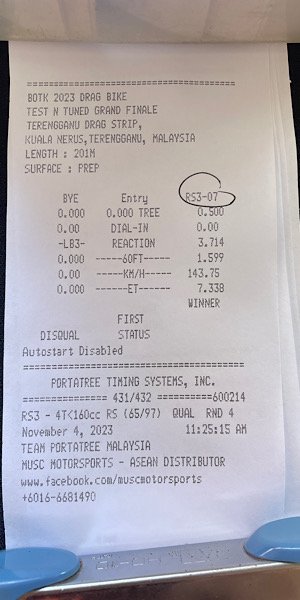 BOTK 2023 DRAG BIKE
TEST N TUNED GRAND FINALE
TERENGGANU DRAG STRIP,
KUALA NERUS,TERENGGANU, MALAYSIA
LENGTH : 201M
SURFACE : PREP
BYE Entry RS3-07
0.000 0.000 TREE 0.500
0.00 DIAL-IN 0.00
-LB3- REACTION 3.714
0.000 ------60FT----- 1.599
0.00 -----KM/H----- 143.75
0.000 ------ET----- 7.338
WINNER
FIRST
DISQUAL STATUS
Autostart Disabled
PORTATREE TIMING SYSTEMS, INC.
================ 431/432 ==========600214
RS3 - 4T<160cc RS (65/97) QUAL RND 4
November 4, 2023 11:25:15 AM
TEAM PORTATREE MALAYSIA
MUSC MOTORSPORTS - ASEAN DISTRIBUTOR
www.facebook.com/muscmotorsports
+6016-6681490